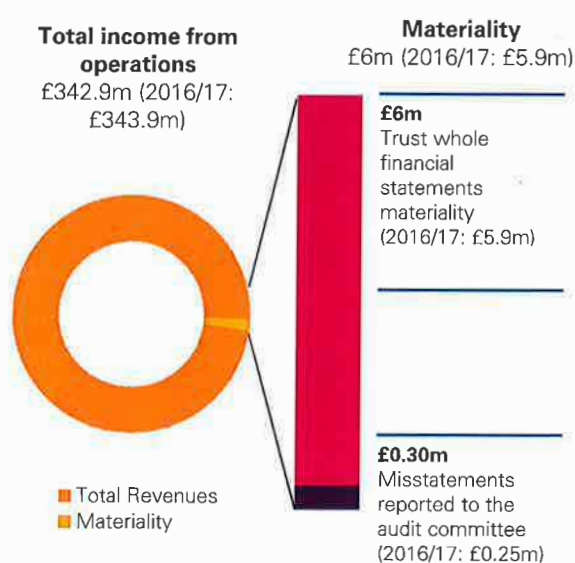 Total income from
operations
£342.9m (2016/17:
£343.9m)
Materiality
£6m (2016/17: £5.9m)
£6m
Trust whole
financial
statements
materiality
(2016/17: £5.9m)
£0.30m
Misstatements
reported to the
audit committee
(2016/17: £0.25m)
Total Revenues
Materiality